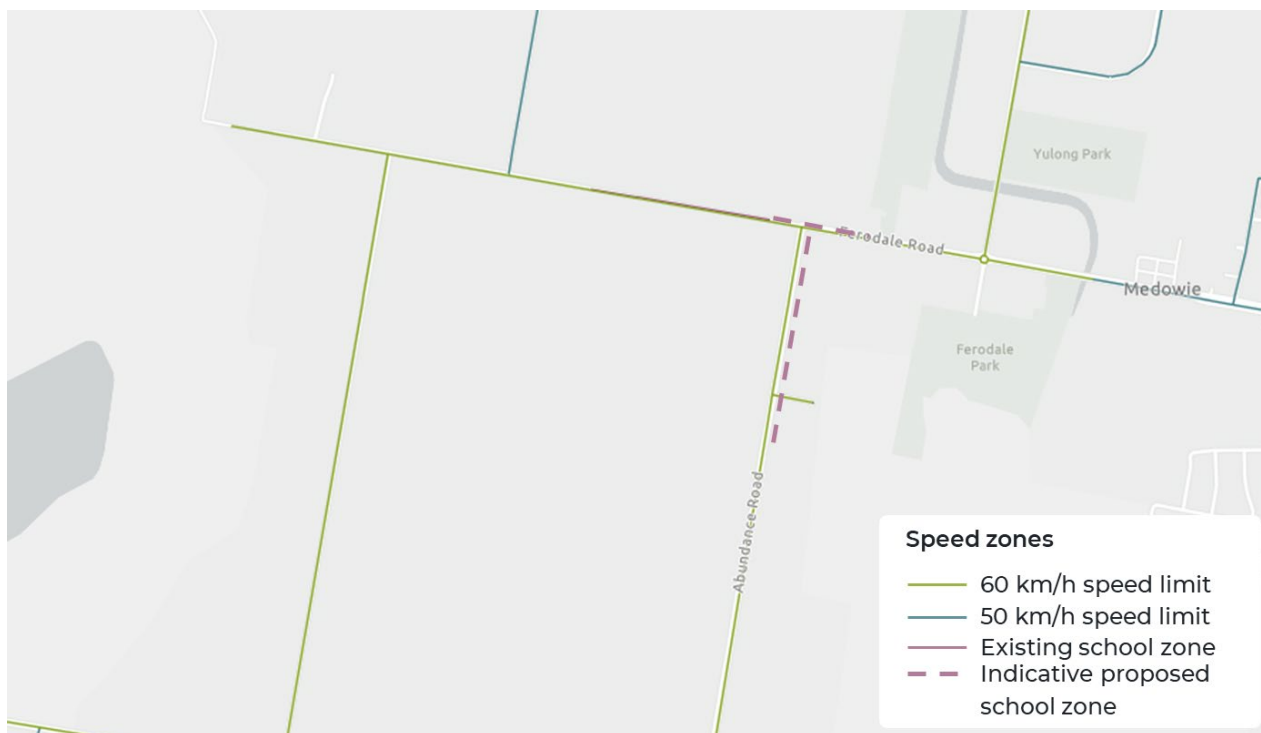 Yulong Park
Ferodale Road
Medowie
Ferodale
Park
Abundance Road
Speed zones
60 km/h speed limit
50 km/h speed limit
Existing school zone
Indicative proposed
school zone